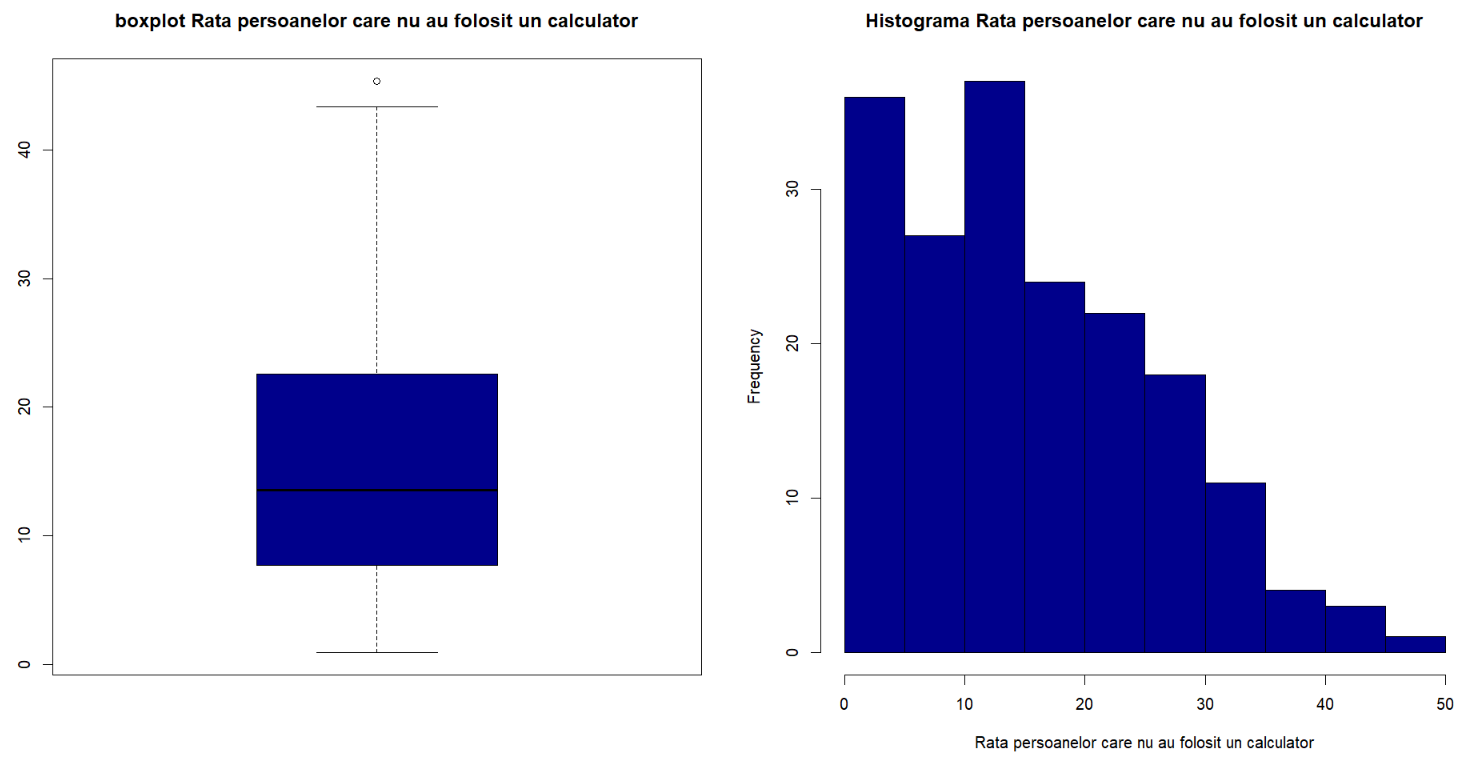 boxplot Rata persoanelor care nu au folosit un calculator
40
30
20
10
0
Histograma Rata persoanelor care nu au folosit un calculator
Frequency
30
20
10
0
0 10 20 30 40 50
Rata persoanelor care nu au folosit un calculator